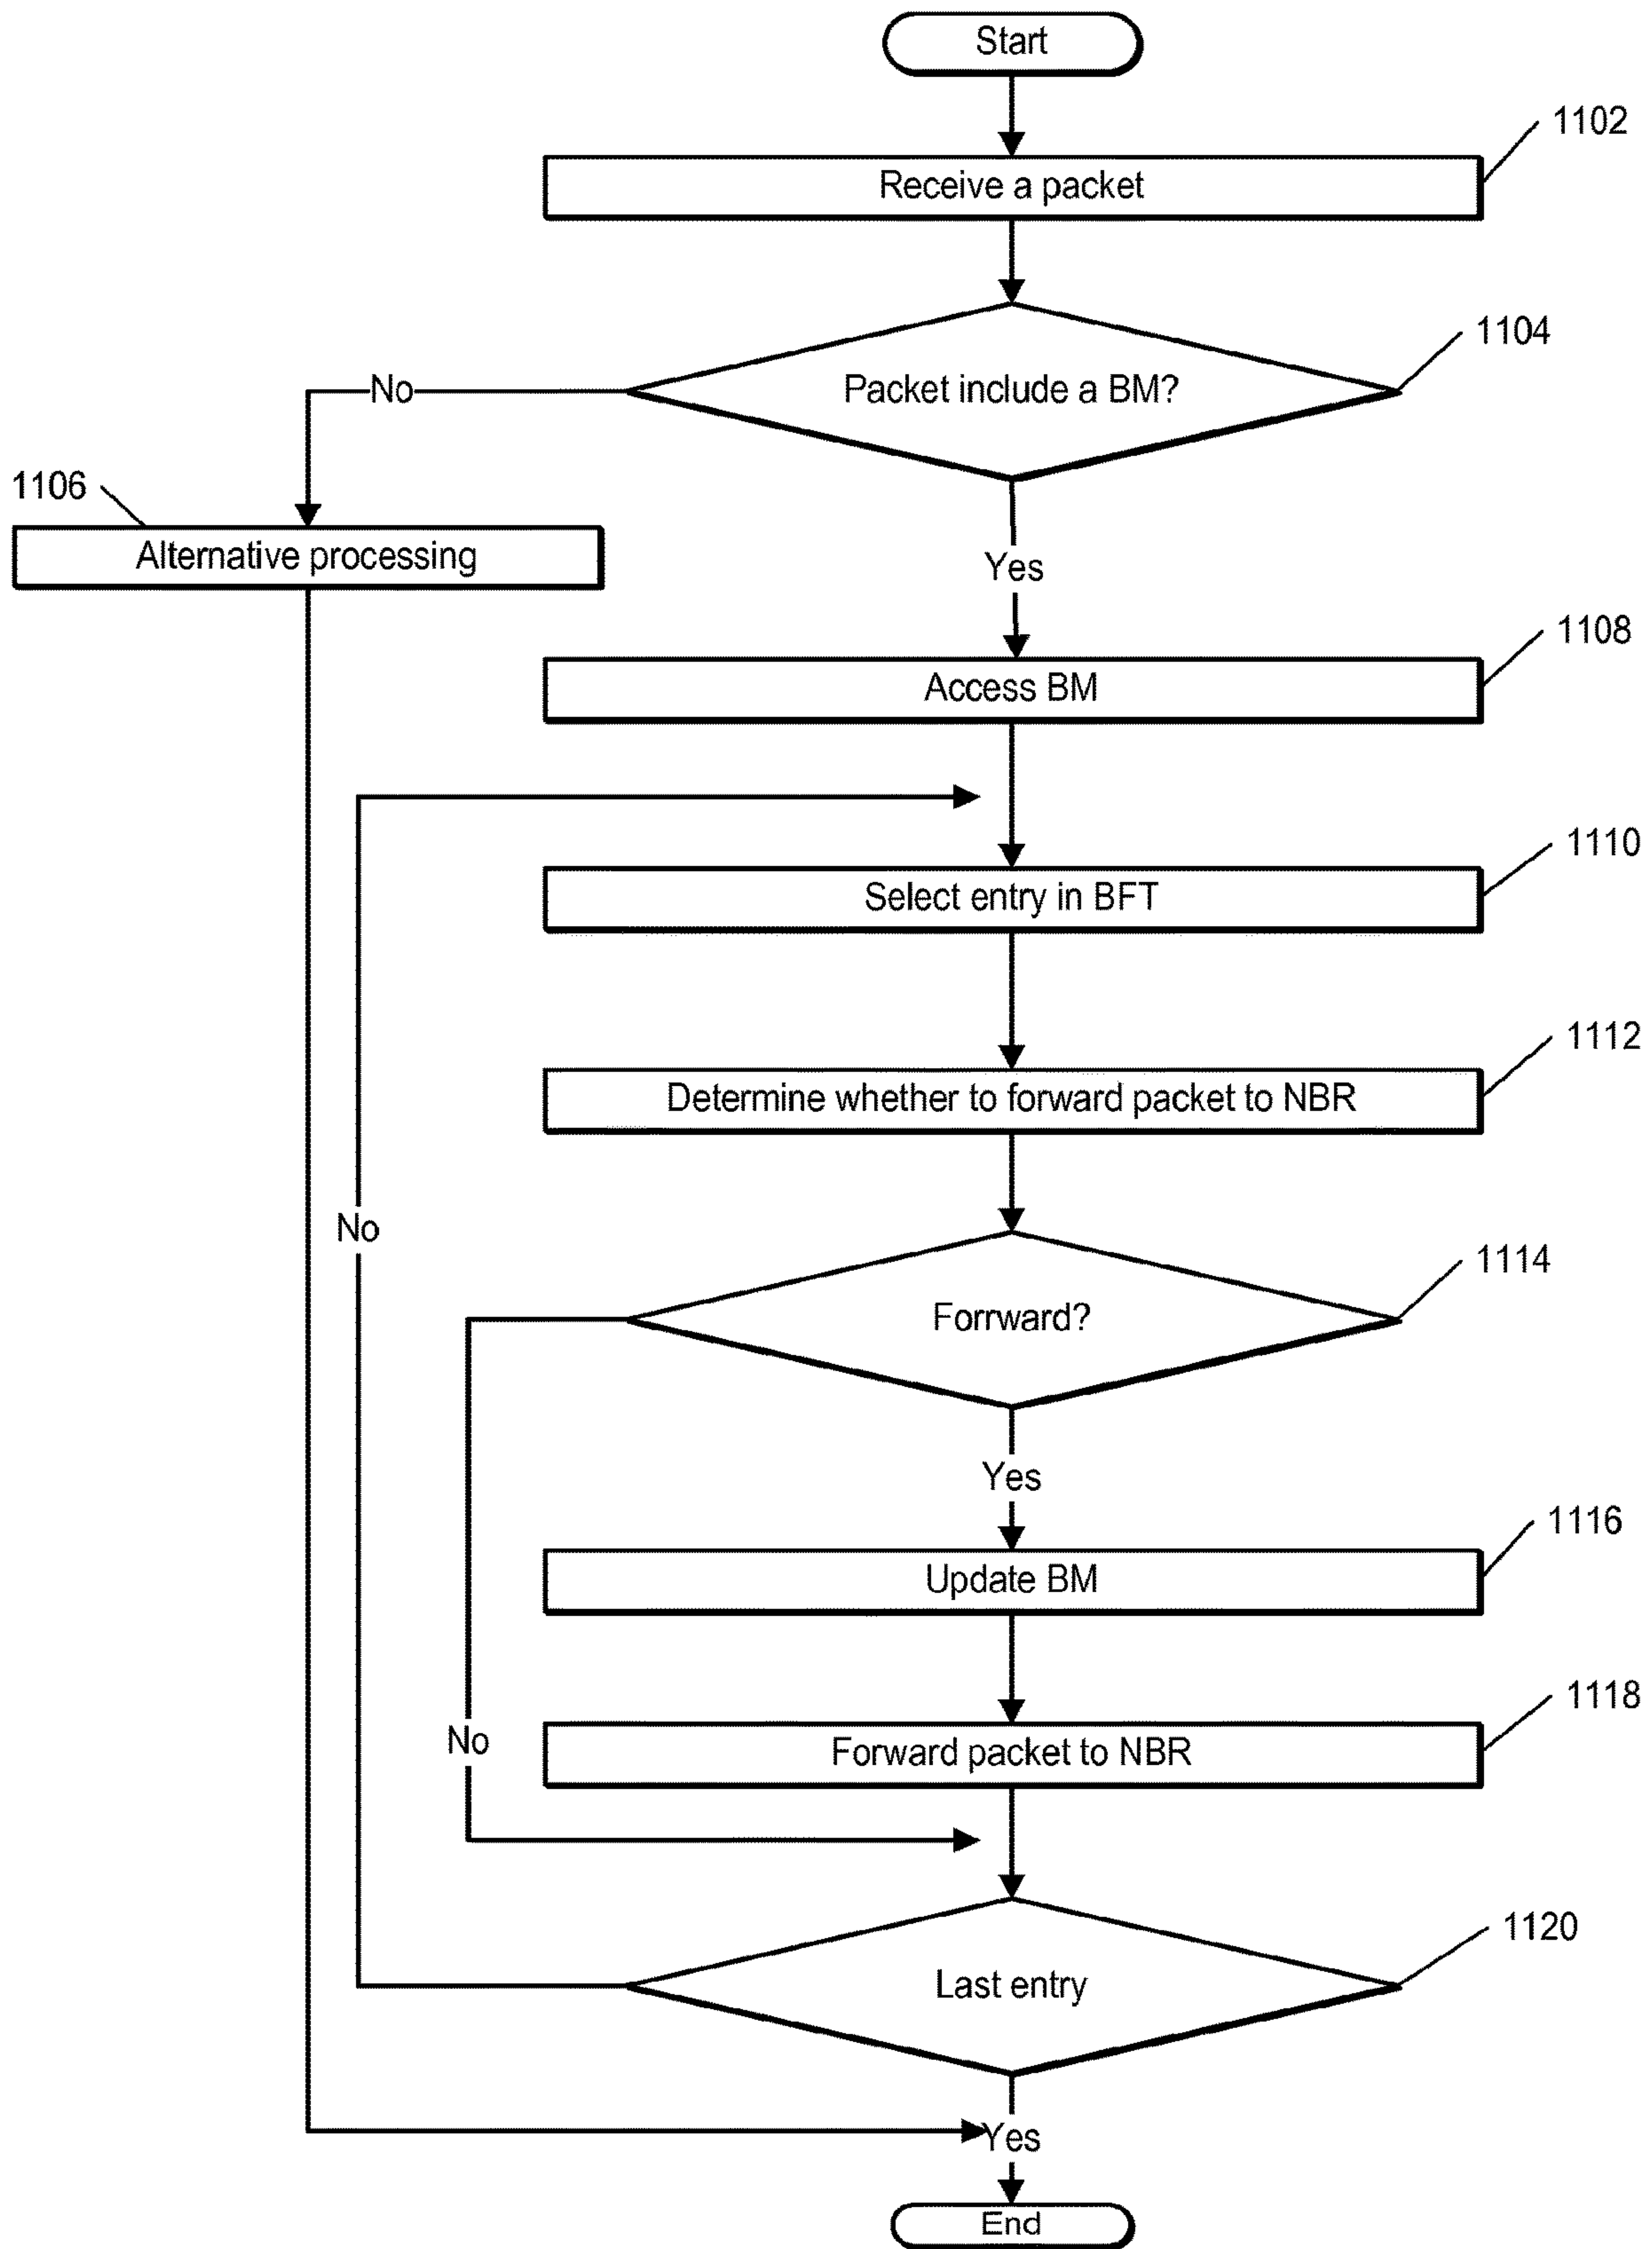 Start
1102
Receive a packet
1104
Packet include a BM?
No
1106
Alternative processing
Yes
1108
Access BM
1110
Select entry in BFT
1112
Determine whether to forward packet to NBR
No
1114
Forrward?
Yes
1116
Update BM
1118
Forward packet to NBR
No
1120
Last entry
Yes
End